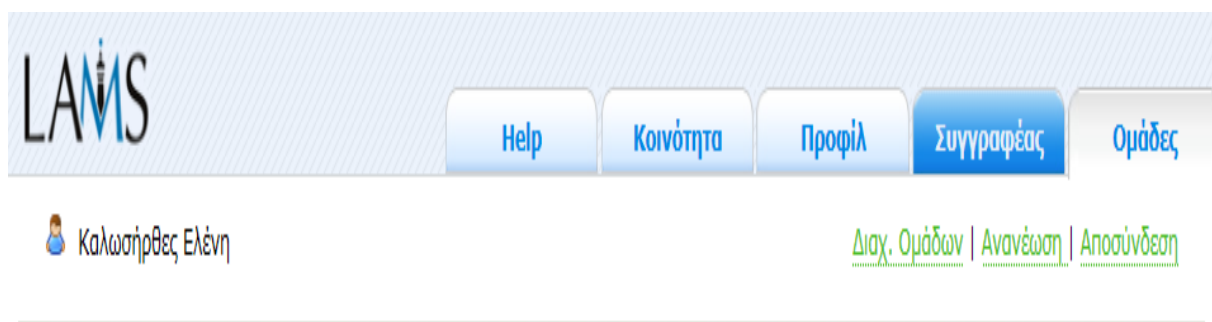 LAMS
Help Κοινότητα Προφίλ Συγγραφέας Ομάδες
Καλωσήρθες Ελένη Διαχ. Ομάδων | Ανανέωση | Αποσύνδεση